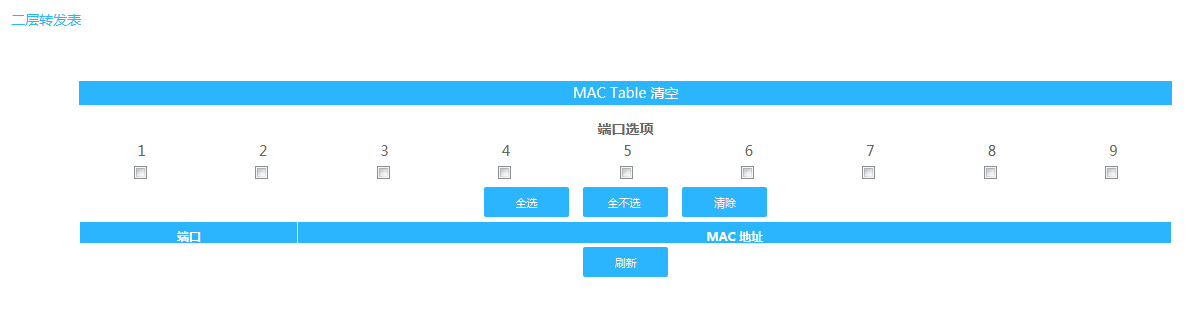 二层转发表
MAC Table 清空
端口选项
1 2 3 4 5 6 7 8 9
全选 全不选 清除
端口 MAC 地址
刷新